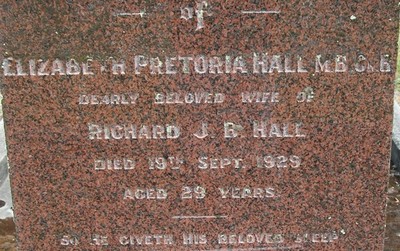 of
ELIZABETH PRETORIA HALL M.B. CH.B
DEARLY BELOVED WIFE OF
RICHARD J. B. HALL
DIED 19TH SEPT. 1929
AGED 29 YEARS
SO HE GIVETH HIS BELOVED SLEEP